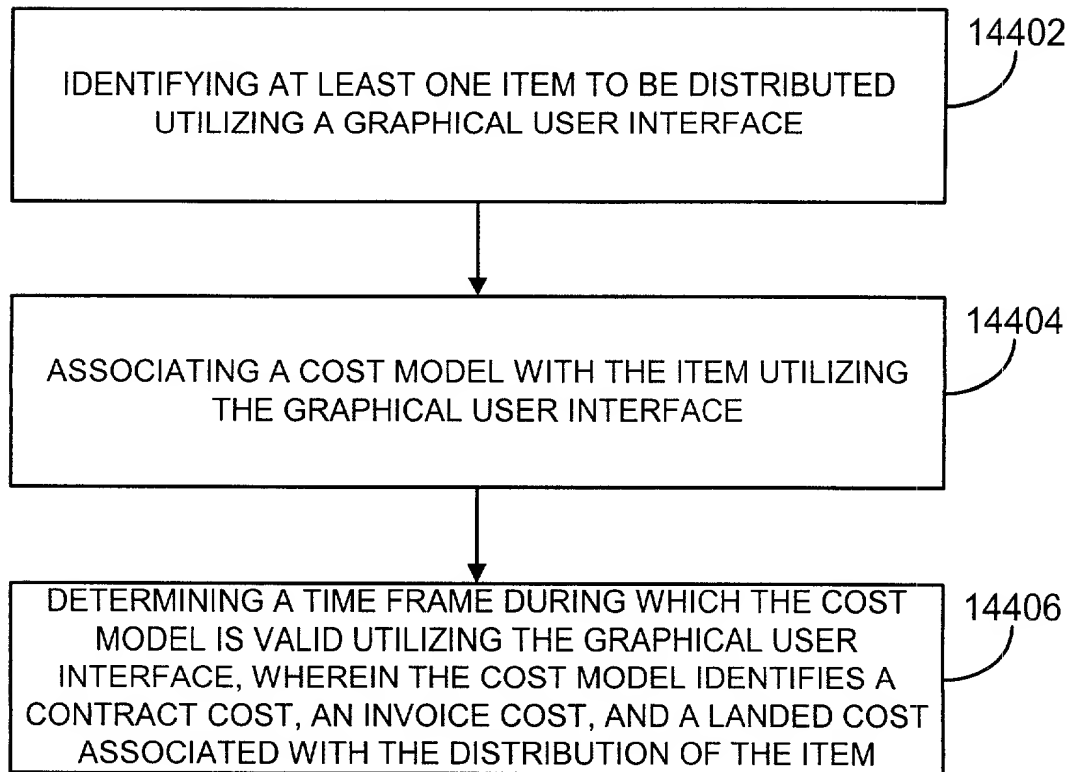 14402
IDENTIFYING AT LEAST ONE ITEM TO BE DISTRIBUTED
UTILIZING A GRAPHICAL USER INTERFACE
14404
ASSOCIATING A COST MODEL WITH THE ITEM UTILIZING
THE GRAPHICAL USER INTERFACE
14406
DETERMINING A TIME FRAME DURING WHICH THE COST
MODEL IS VALID UTILIZING THE GRAPHICAL USER
INTERFACE, WHEREIN THE COST MODEL IDENTIFIES A
CONTRACT COST, AN INVOICE COST, AND A LANDED COST
ASSOCIATED WITH THE DISTRIBUTION OF THE ITEM